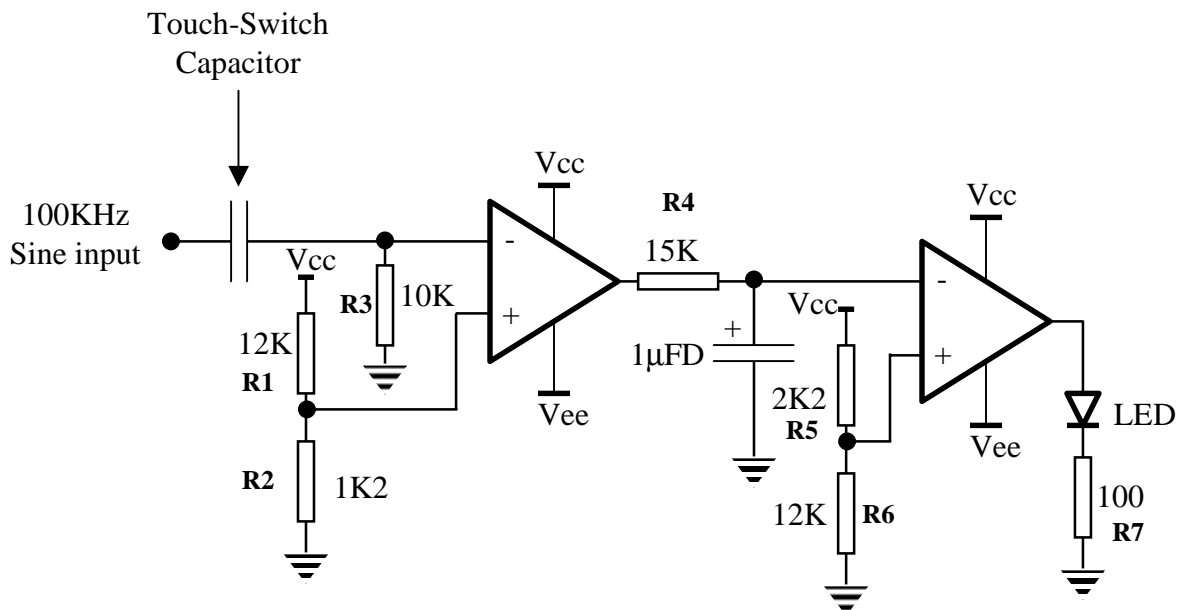 Touch-Switch
Capacitor
100KHz
Sine input
Vcc
12K
R1
R2
1K2
R3
10K
Vcc
-
+
Vee
R4
15K
+
1μFD
Vcc
2K2
R5
12K
R6
Vcc
-
+
Vee
LED
100
R7